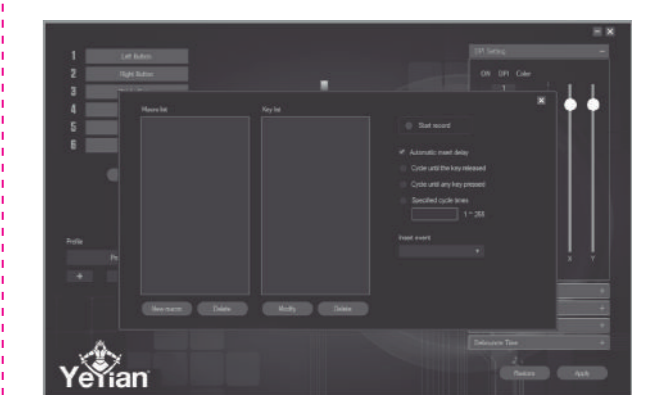 DPI Setting
1 Left Button
2 Right Button
3
4
5
6
ON DPI Color
1
Macro list
Key list
Start record
Automatic insert delay
Cycle until the key released
Cycle until any key pressed
Specified cycle times
1 ~ 255
Insert event
Profile
X Y
New macro
Delete
Modify
Delete
Debounce Time
Restore
Apply
YeYian